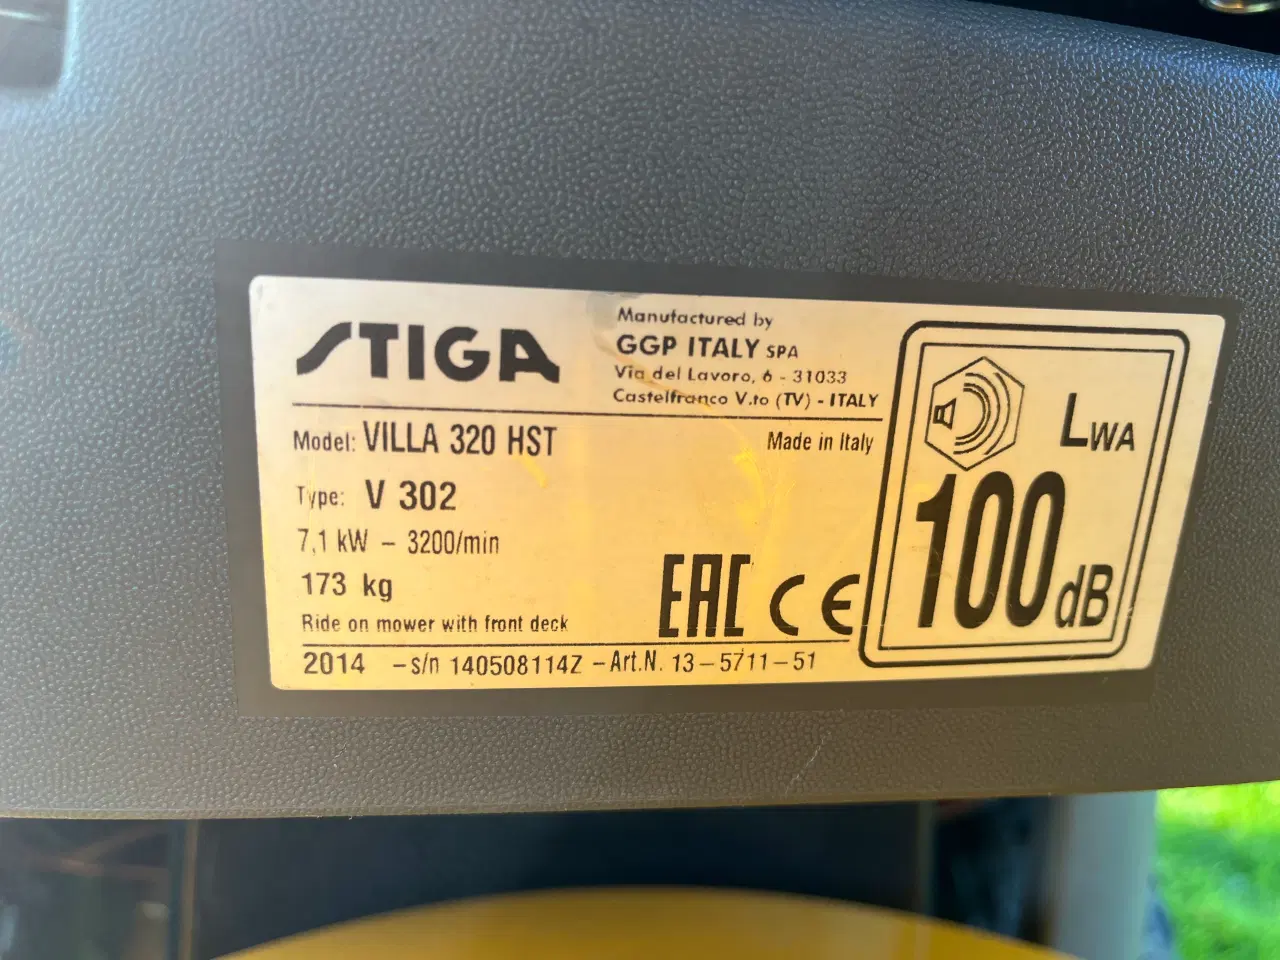 STIGA
Manufactured by
GGP ITALY SPA
Via del Lavoro, 6 - 31033
Castelfranco V.to (TV) - ITALY
Model: VILLA 320 HST
Made in Italy
Type: V 302
7,1 kW – 3200/min
173 kg
Ride on mower with front deck
EAC CE
2014 – s/n 140508114Z – Art.N. 13-5711-51
LWA
100 dB